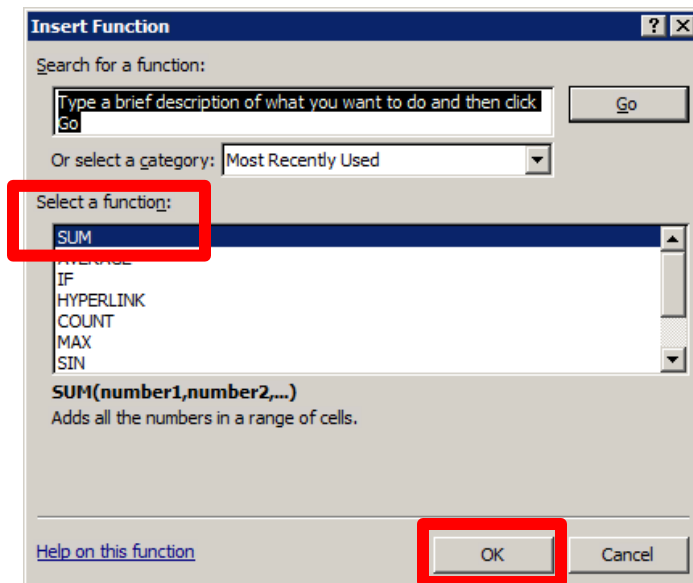 Insert Function
Search for a function:
Type a brief description of what you want to do and then click
Go
Go
Or select a category: Most Recently Used
Select a function:
SUM
AVERAGE
IF
HYPERLINK
COUNT
MAX
SIN
SUM(number1,number2,...)
Adds all the numbers in a range of cells.
Help on this function
OK
Cancel